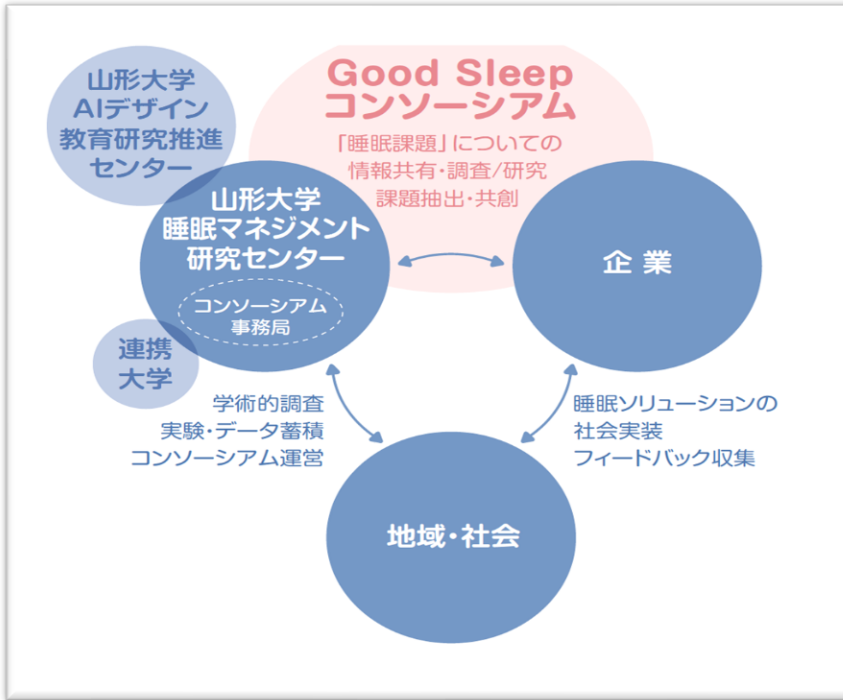 山形大学
AIデザイン
教育研究推進
センター
Good Sleep
コンソーシアム
「睡眠課題」についての
情報共有・調査/研究
課題抽出・共創
山形大学
睡眠マネジメント
研究センター
コンソーシアム
事務局
企業
連携
大学
学術的調査
実験・データ蓄積
コンソーシアム運営
睡眠ソリューションの
社会実装
フィードバック収集
地域・社会